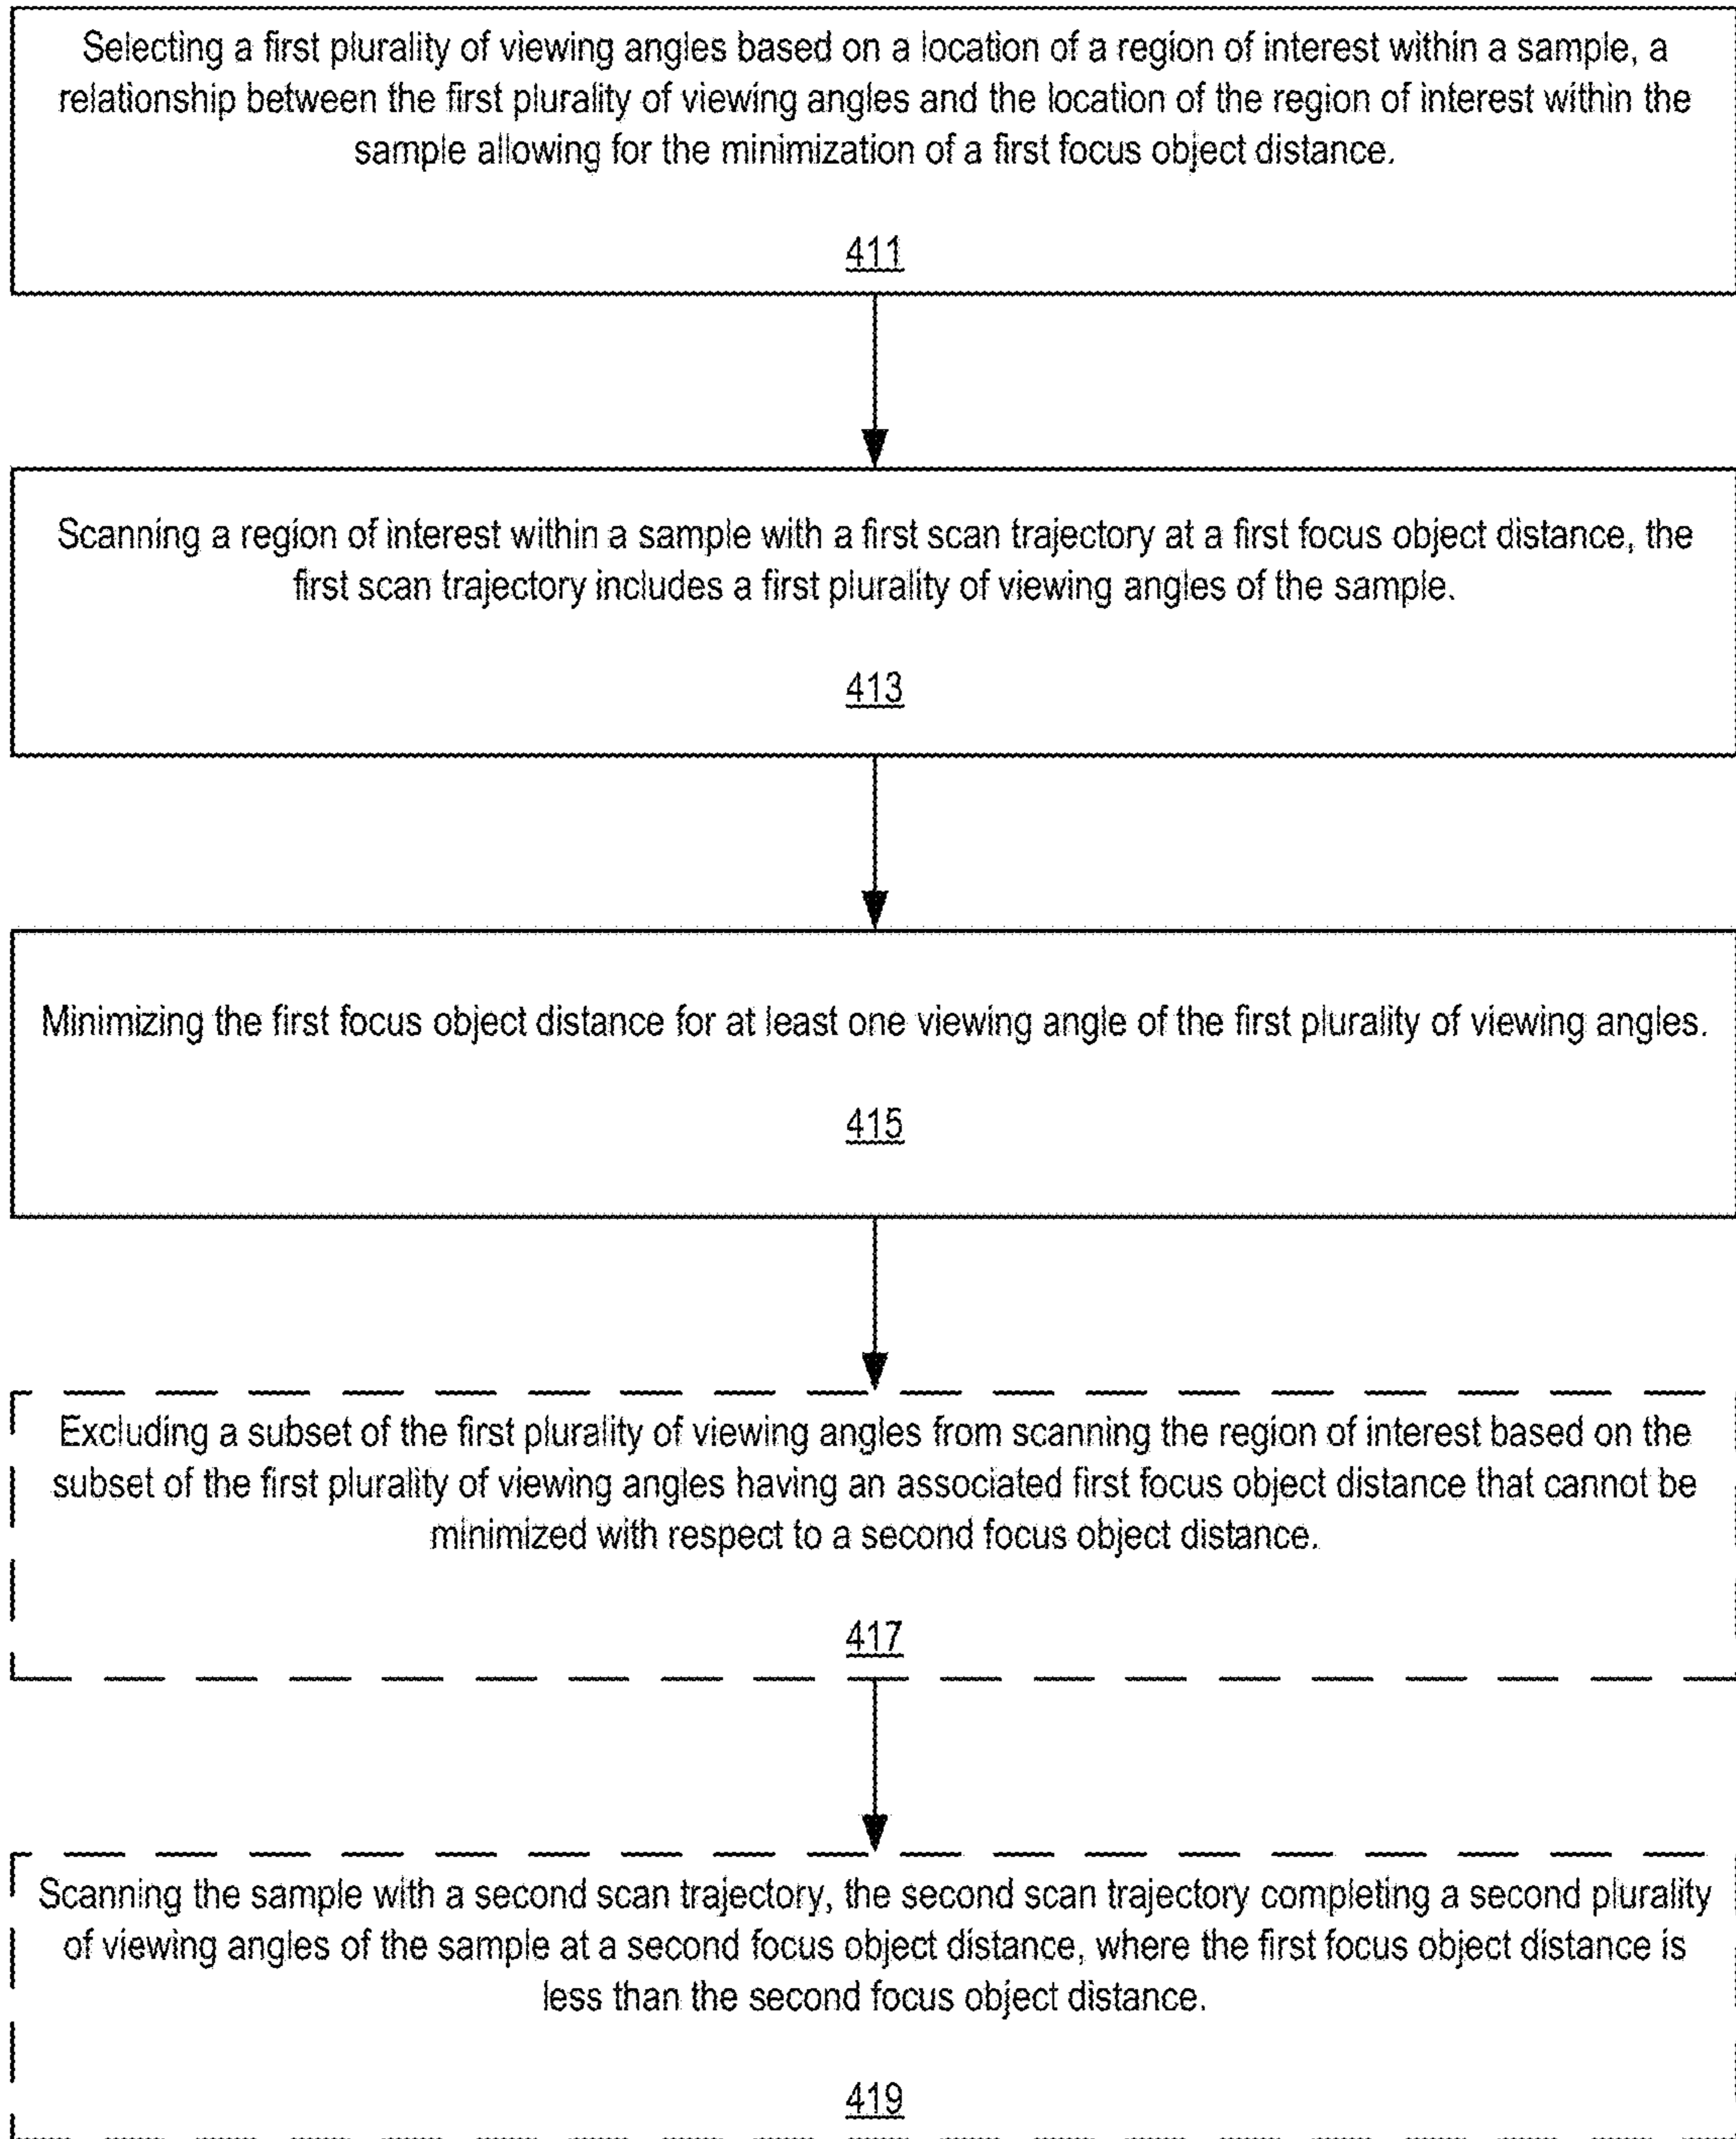 Selecting a first plurality of viewing angles based on a location of a region of interest within a sample, a
relationship between the first plurality of viewing angles and the location of the region of interest within the
sample allowing for the minimization of a first focus object distance.
411
Scanning a region of interest within a sample with a first scan trajectory at a first focus object distance, the
first scan trajectory includes a first plurality of viewing angles of the sample.
413
Minimizing the first focus object distance for at least one viewing angle of the first plurality of viewing angles.
415
Excluding a subset of the first plurality of viewing angles from scanning the region of interest based on the
subset of the first plurality of viewing angles having an associated first focus object distance that cannot be
minimized with respect to a second focus object distance.
417
Scanning the sample with a second scan trajectory, the second scan trajectory completing a second plurality
of viewing angles of the sample at a second focus object distance, where the first focus object distance is
less than the second focus object distance.
419